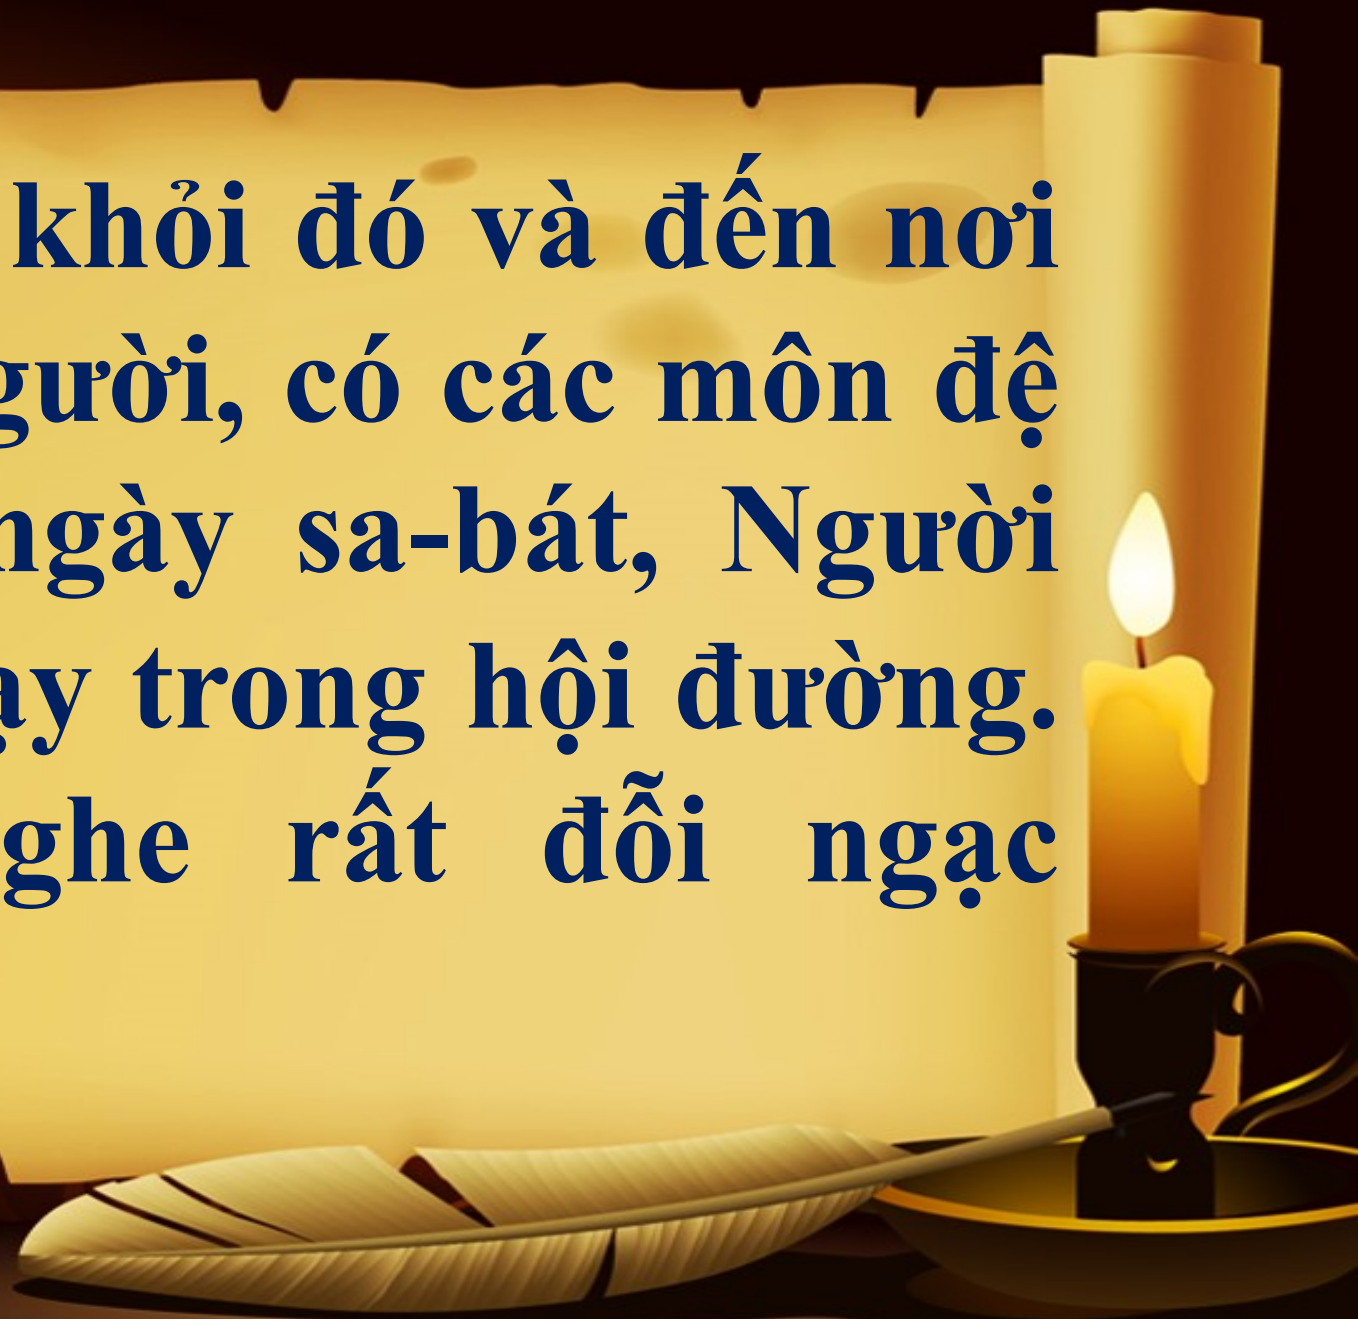 khỏi đó và đến nơi
gười, có các môn đệ
ngày sa-bát, Người
ạy trong hội đường.
ghe rất đỗi ngạc